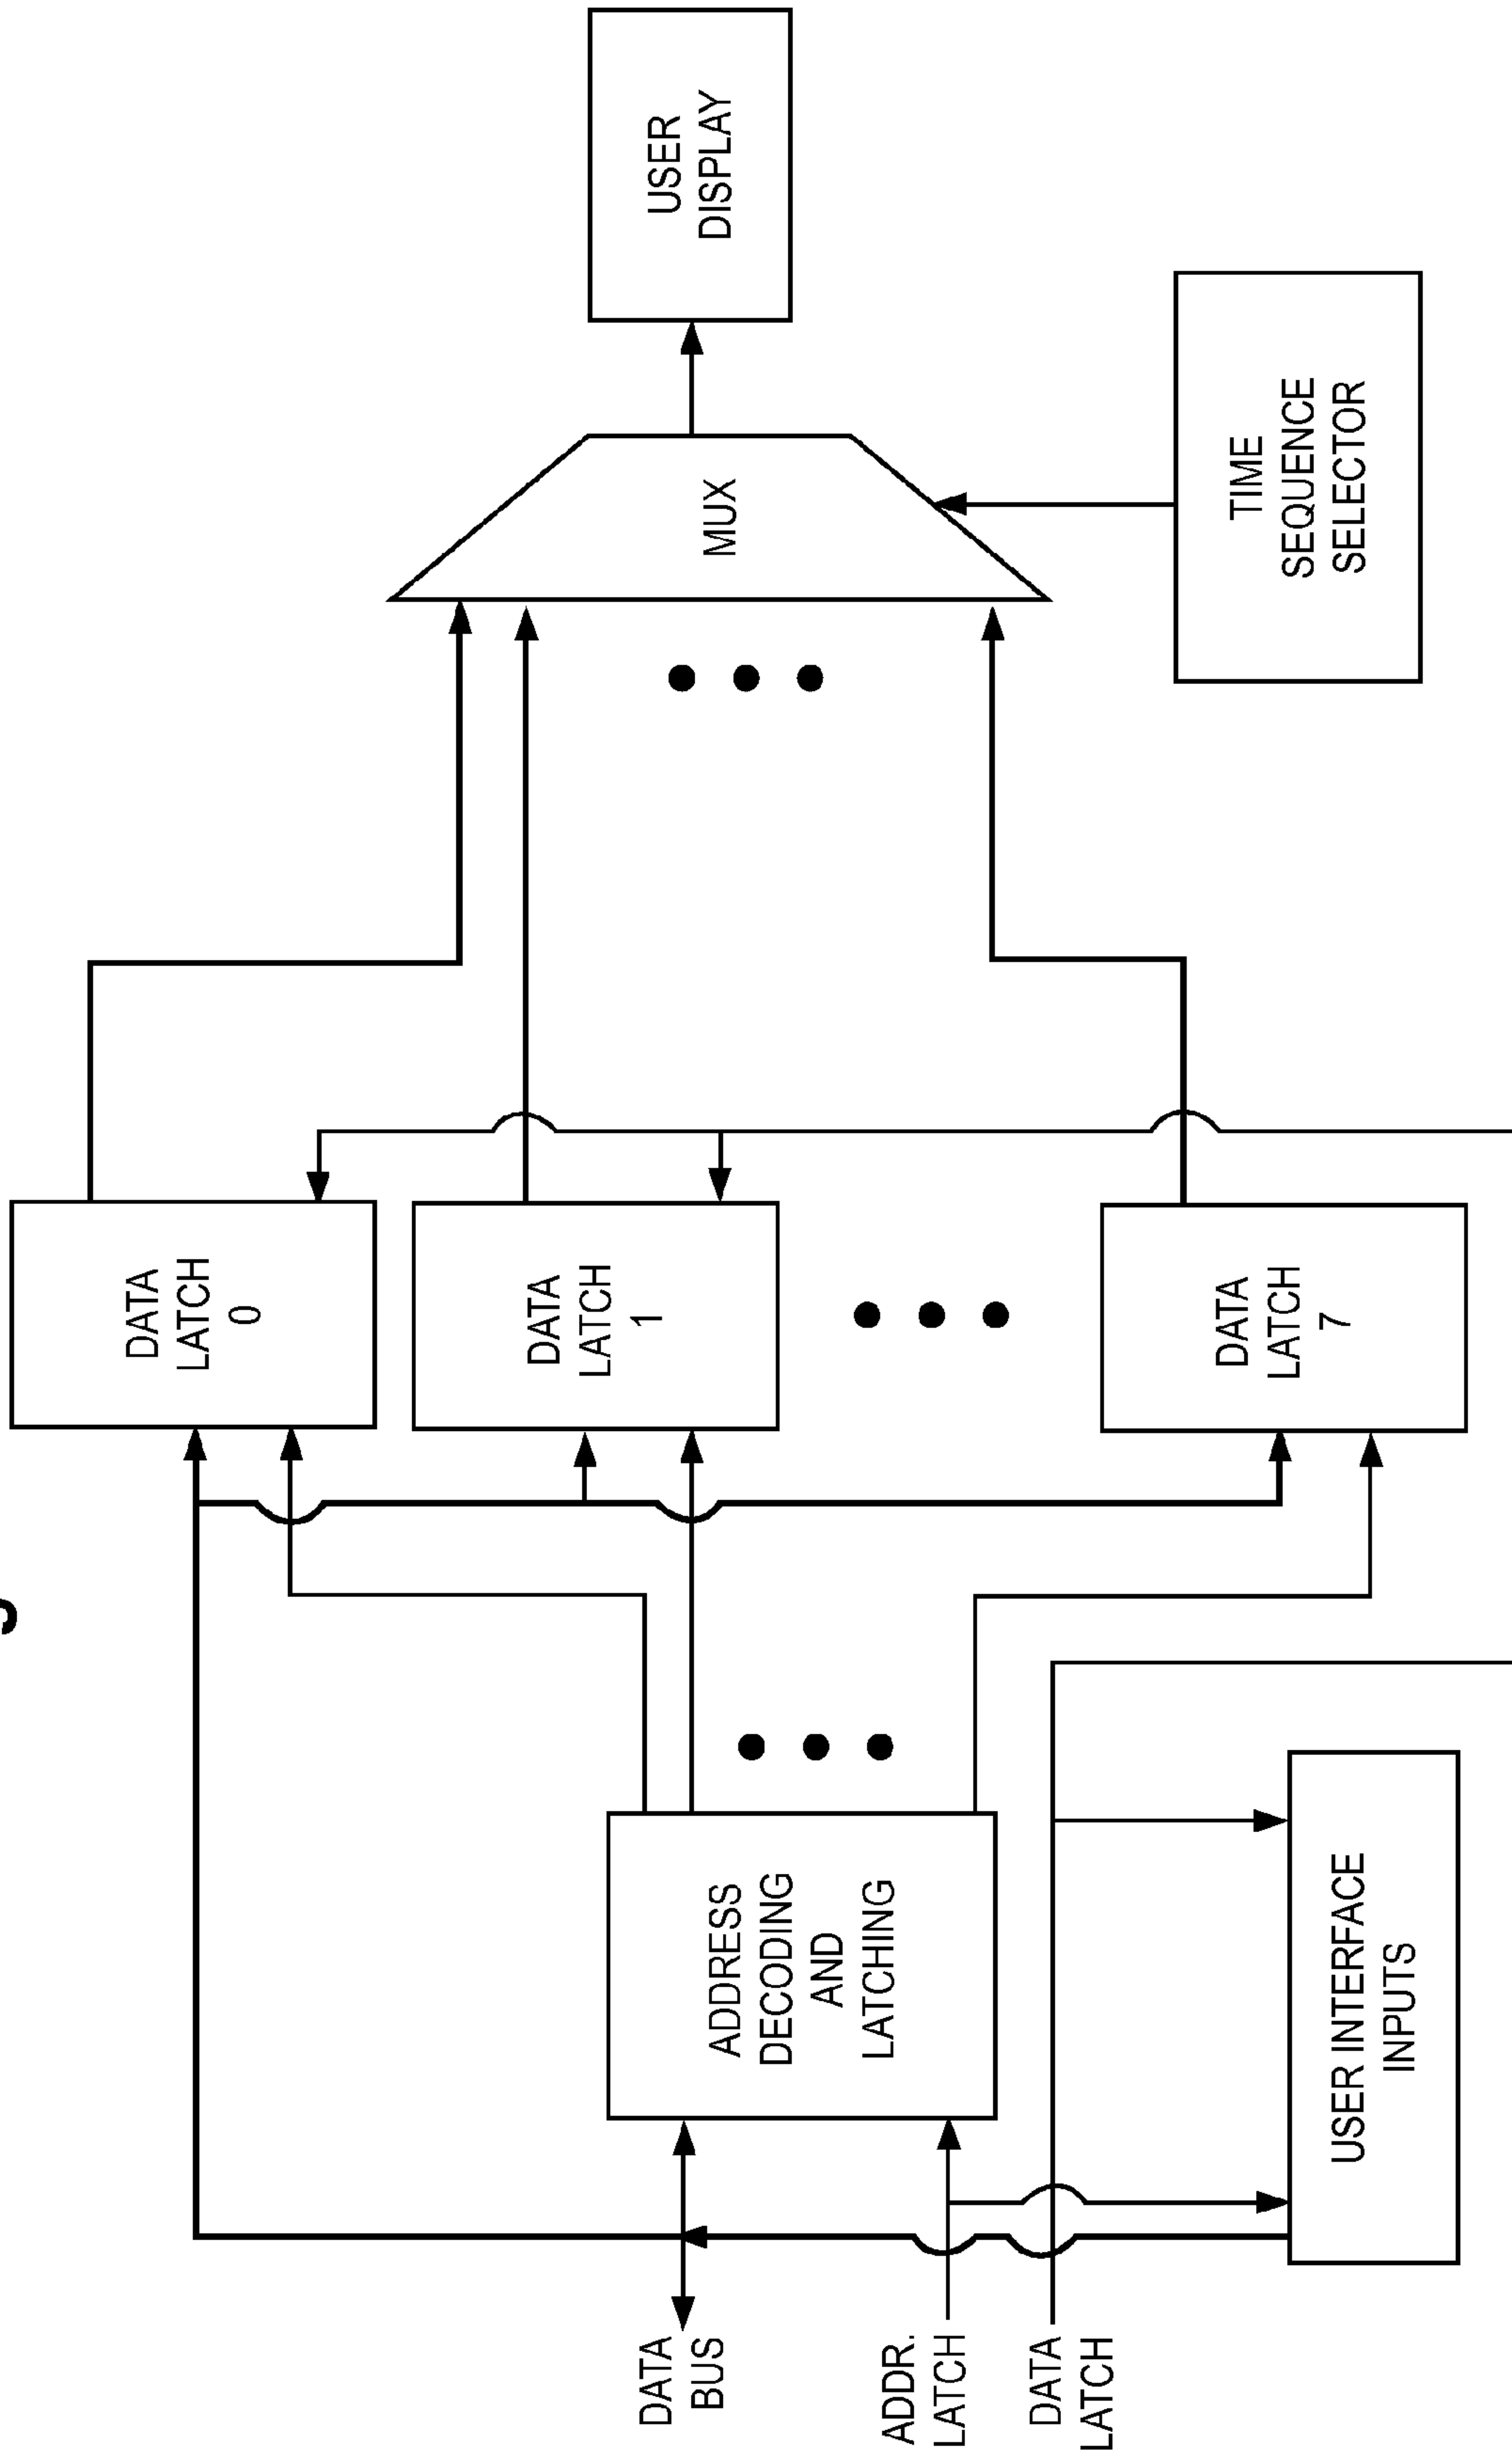 DATA
LATCH
0
DATA
LATCH
1
DATA
LATCH
7
MUX
USER
DISPLAY
TIME
SEQUENCE
SELECTOR
ADDRESS
DECODING
AND
LATCHING
USER INTERFACE
INPUTS
DATA
BUS
ADDR.
LATCH
DATA
LATCH